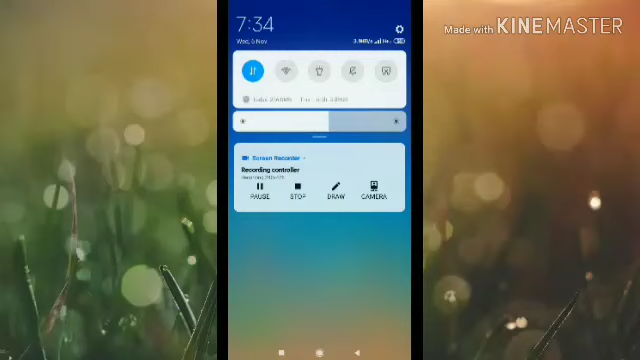 Made with KINEMASTER
7:34
Wed, 6 Nov
Screen Recorder
Recording controller
PAUSE STOP DRAW CAMERA